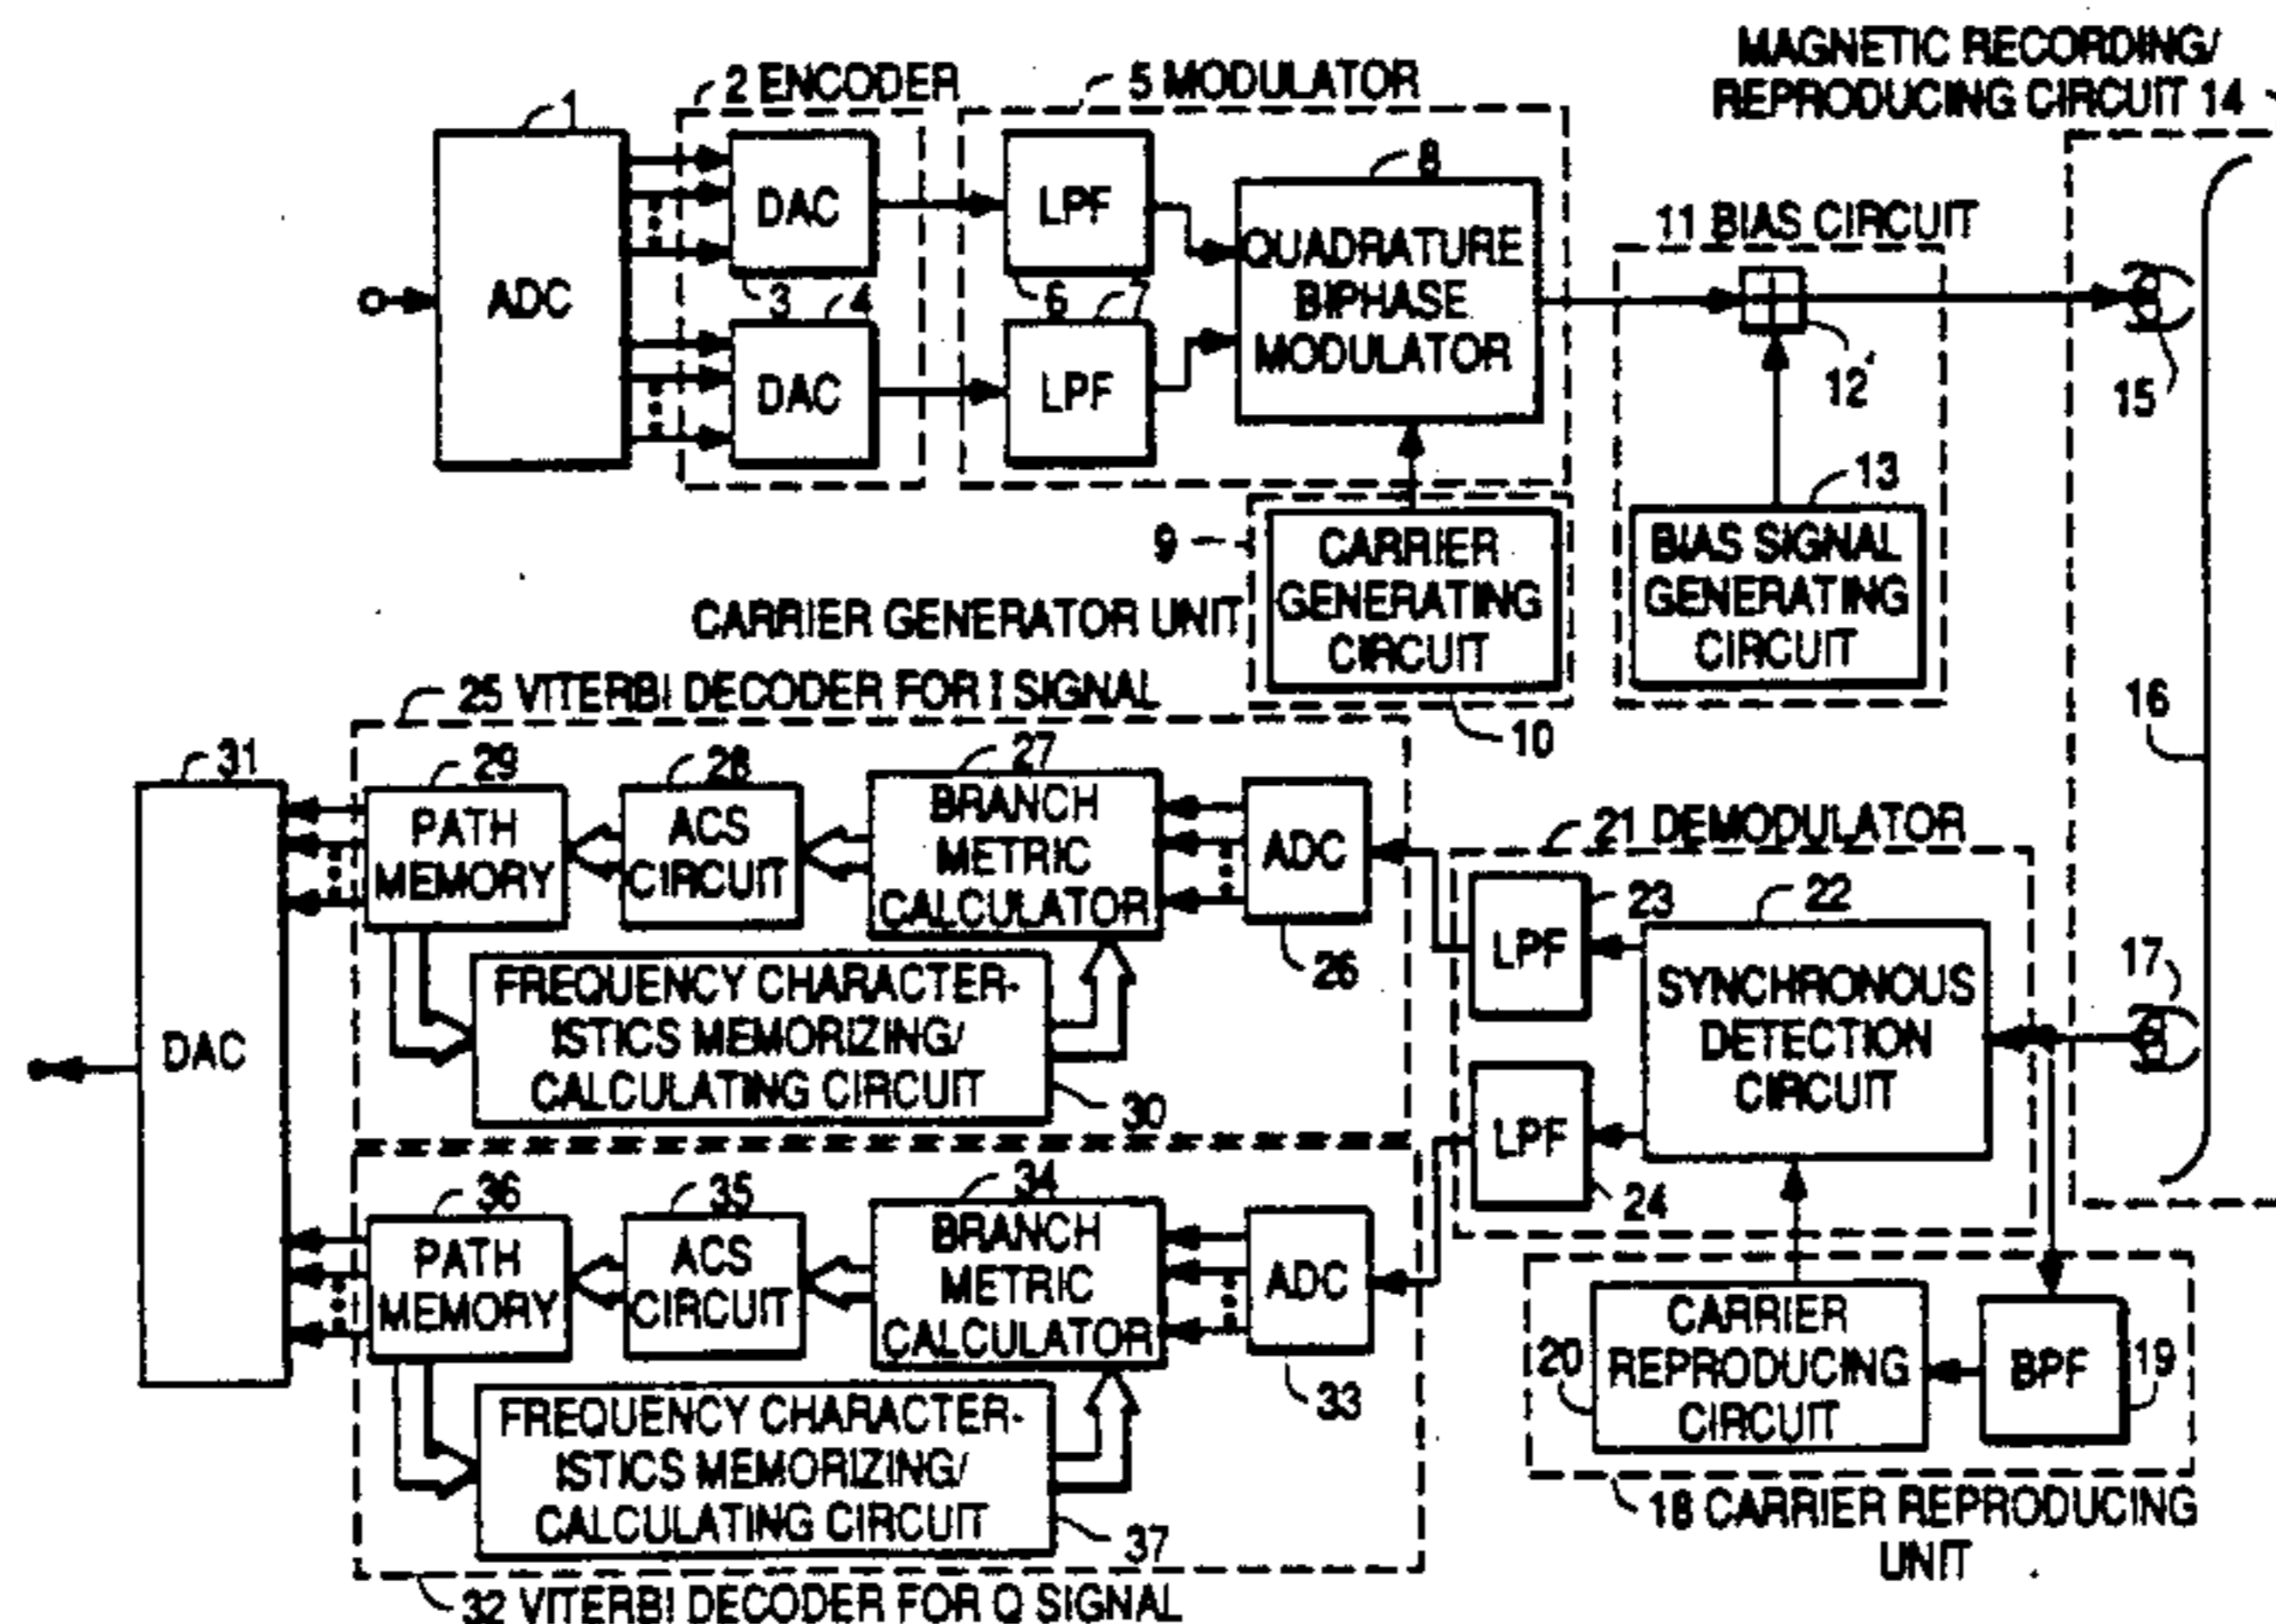 MAGNETIC RECORDING/
REPRODUCING CIRCUIT 14
1
2 ENCODER
5 MODULATOR
ADC
DAC
3
DAC
4
LPF
6
LPF
7
8
QUADRATURE
BIPHASE
MODULATOR
11 BIAS CIRCUIT
12
15
13
BIAS SIGNAL
GENERATING
CIRCUIT
9
CARRIER
GENERATING
CIRCUIT
CARRIER GENERATOR UNIT
10
16
25 VITERBI DECODER FOR I SIGNAL
31
DAC
29
PATH
MEMORY
28
ACS
CIRCUIT
27
BRANCH
METRIC
CALCULATOR
ADC
26
FREQUENCY CHARACTER-
ISTICS MEMORIZING/
CALCULATING CIRCUIT
30
21 DEMODULATOR
23
LPF
22
SYNCHRONOUS
DETECTION
CIRCUIT
17
LPF
24
36
PATH
MEMORY
35
ACS
CIRCUIT
34
BRANCH
METRIC
CALCULATOR
ADC
33
FREQUENCY CHARACTER-
ISTICS MEMORIZING/
CALCULATING CIRCUIT
37
20
CARRIER
REPRODUCING
CIRCUIT
BPF
19
18 CARRIER REPRODUCING
UNIT
32 VITERBI DECODER FOR Q SIGNAL